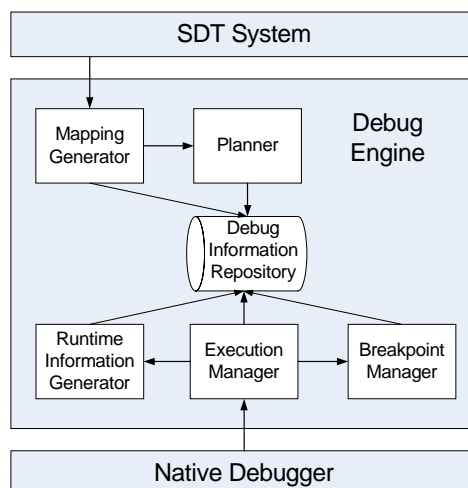 SDT System
Debug
Engine
Mapping
Generator
Planner
Debug
Information
Repository
Runtime
Information
Generator
Execution
Manager
Breakpoint
Manager
Native Debugger